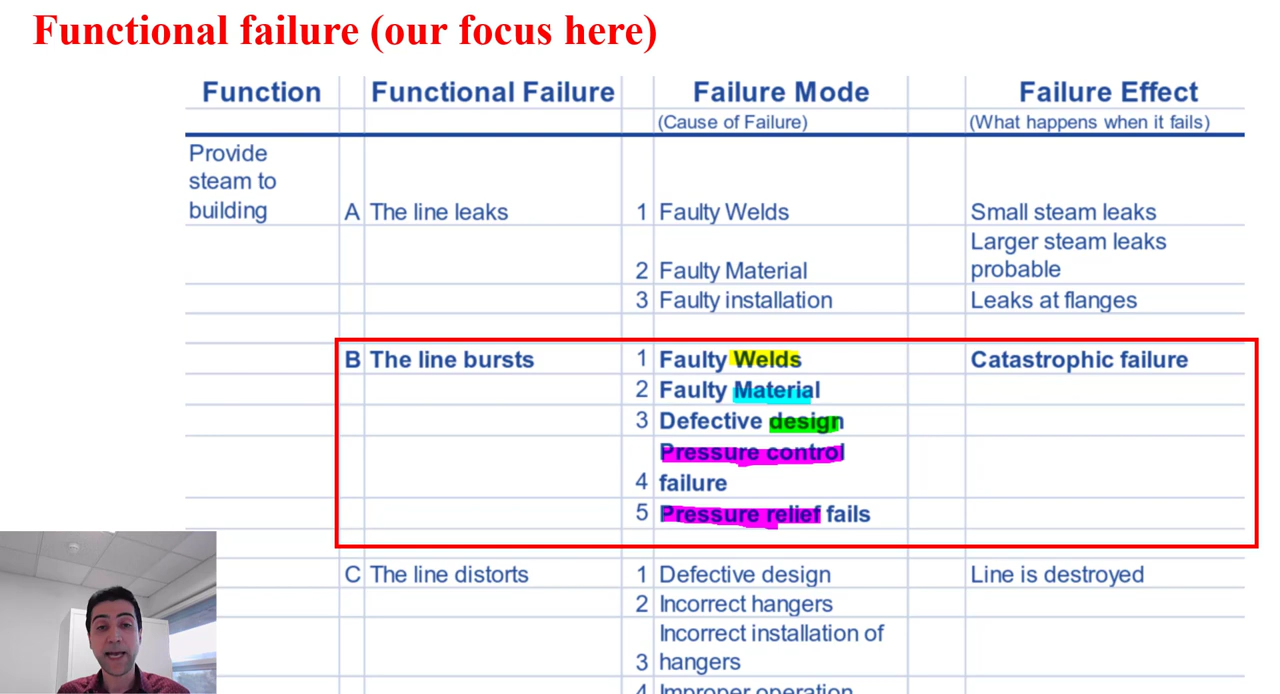 Functional failure (our focus here)
Function Functional Failure Failure Mode Failure Effect
(Cause of Failure) (What happens when it fails)
Provide
steam to
building A The line leaks 1 Faulty Welds Small steam leaks
Larger steam leaks
2 Faulty Material probable
3 Faulty installation Leaks at flanges
B The line bursts 1 Faulty Welds Catastrophic failure
2 Faulty Material
3 Defective design
Pressure control
4 failure
5 Pressure relief fails
C The line distorts 1 Defective design Line is destroyed
2 Incorrect hangers
Incorrect installation of
3 hangers
4 Improper operation